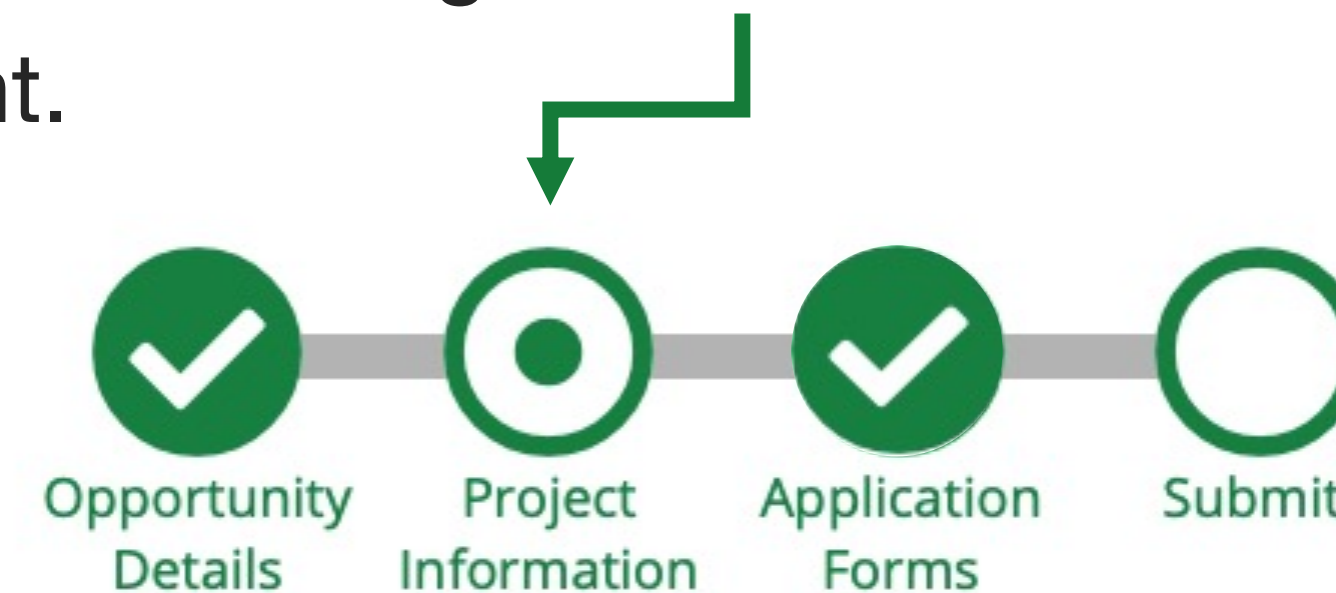 nt.
Opportunity Details
Project Information
Application Forms
Submit